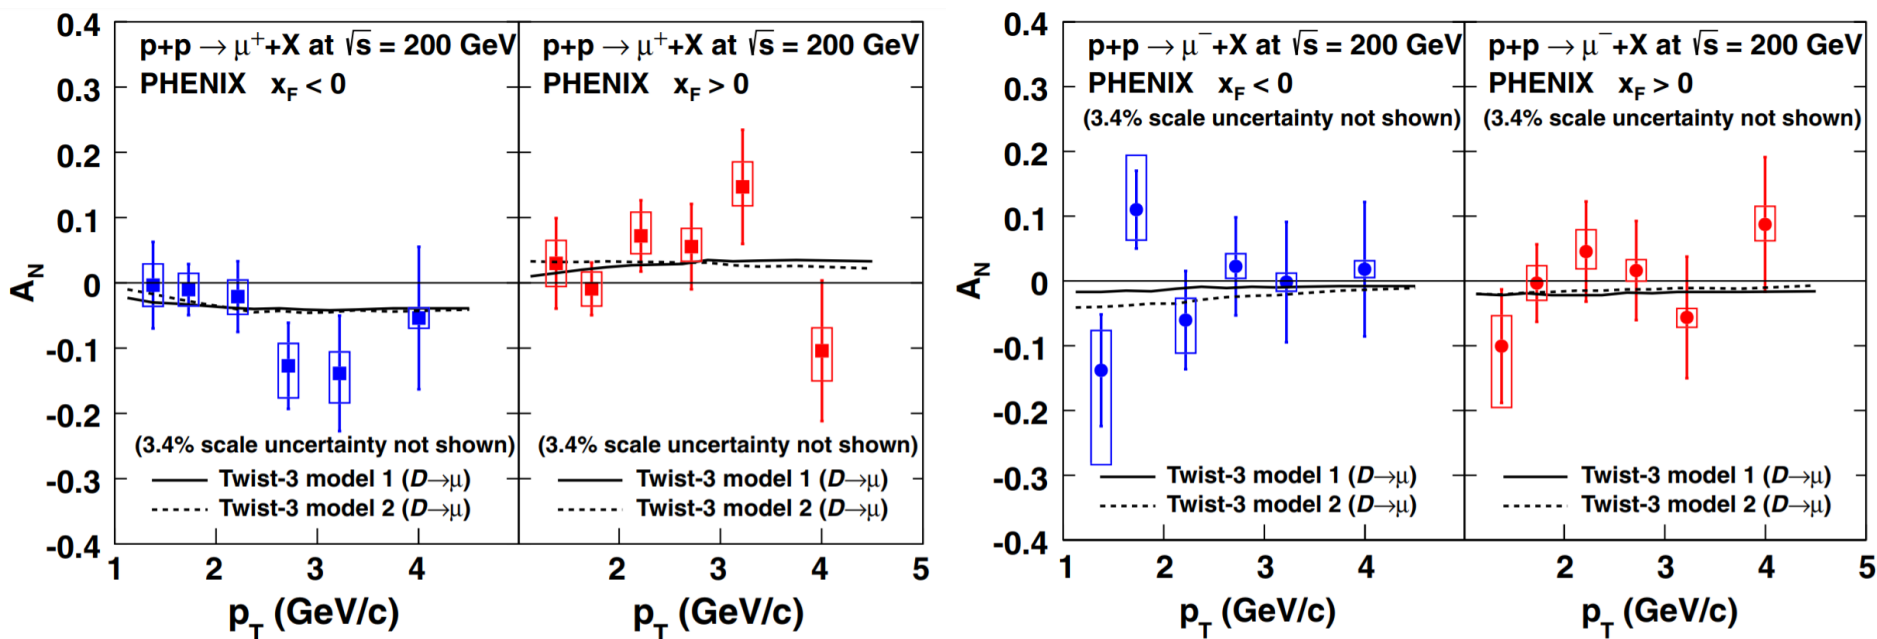 0.4
0.3
0.2
0.1
0
-0.1
-0.2
-0.3
-0.4
A_N
p+p → μ⁺+X at √s = 200 GeV
PHENIX x_F < 0
(3.4% scale uncertainty not shown)
Twist-3 model 1 (D→μ)
Twist-3 model 2 (D→μ)
1 2 3 4
p_T (GeV/c)
p+p → μ⁺+X at √s = 200 GeV
PHENIX x_F > 0
(3.4% scale uncertainty not shown)
Twist-3 model 1 (D→μ)
Twist-3 model 2 (D→μ)
2 3 4 5
p_T (GeV/c)
0.4
0.3
0.2
0.1
0
-0.1
-0.2
-0.3
-0.4
A_N
p+p → μ⁻+X at √s = 200 GeV
PHENIX x_F < 0
(3.4% scale uncertainty not shown)
Twist-3 model 1 (D→μ)
Twist-3 model 2 (D→μ)
1 2 3 4
p_T (GeV/c)
p+p → μ⁻+X at √s = 200 GeV
PHENIX x_F > 0
(3.4% scale uncertainty not shown)
Twist-3 model 1 (D→μ)
Twist-3 model 2 (D→μ)
2 3 4 5
p_T (GeV/c)